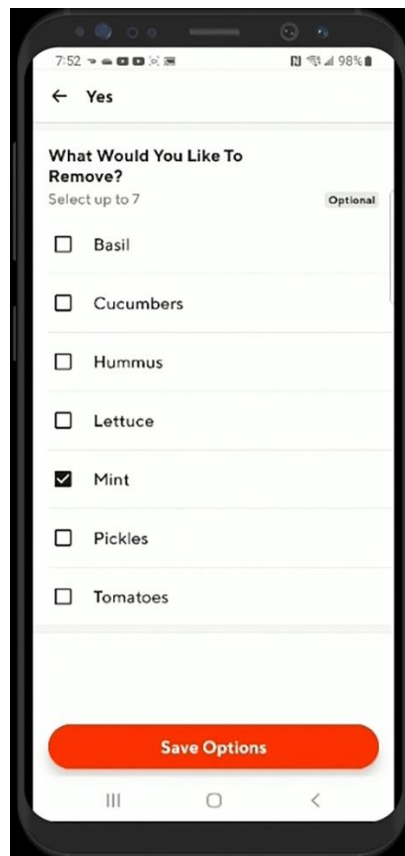 7:52
98%
Yes
What Would You Like To
Remove?
Select up to 7
Optional
Basil
Cucumbers
Hummus
Lettuce
Mint
Pickles
Tomatoes
Save Options